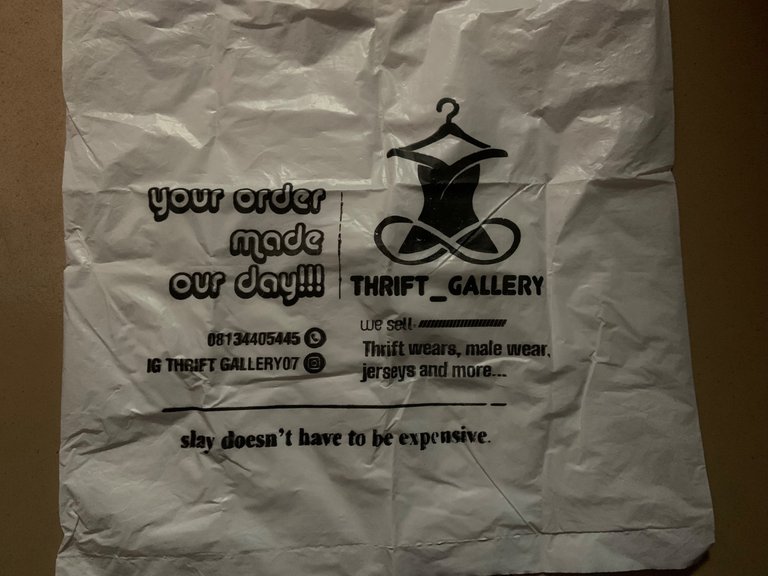 your order
made
our day!!!
08134405445
IG THRIFT GALLERY07
THRIFT_GALLERY
we sell
Thrift wears, male wear,
jerseys and more...
slay doesn't have to be expensive.